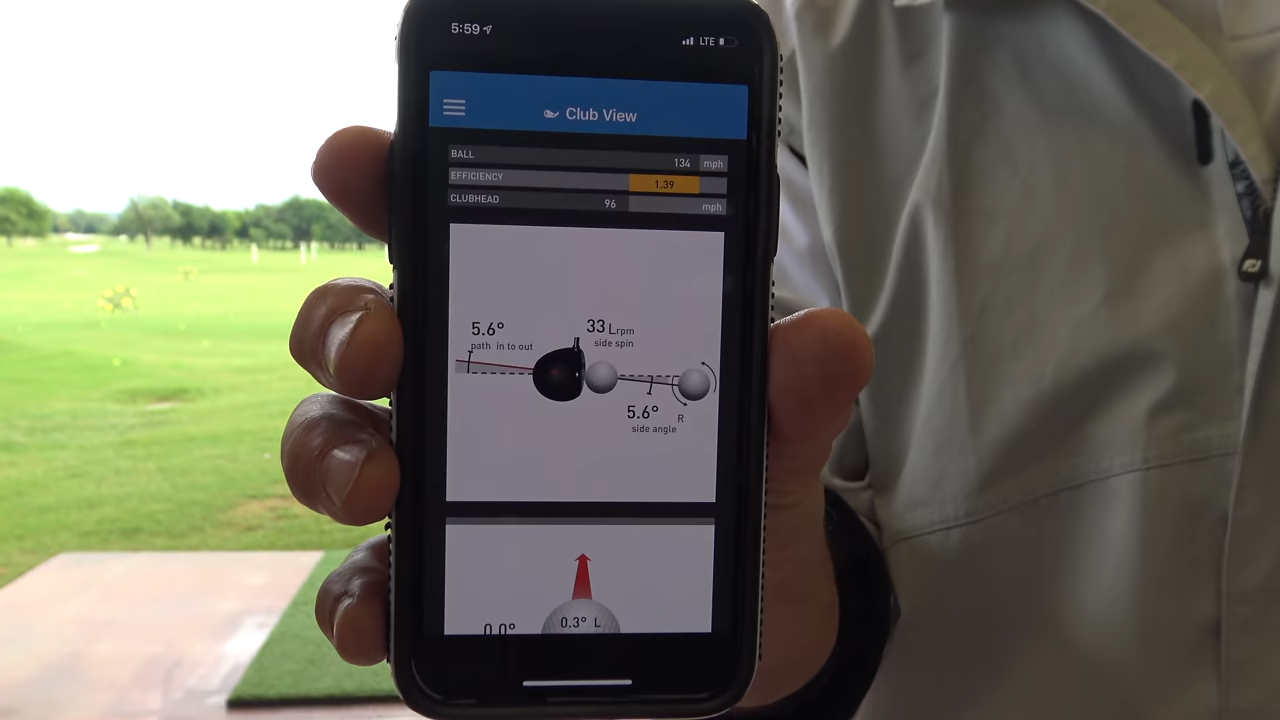 5:59
LTE
Club View
BALL 134 mph
EFFICIENCY 1.39
CLUBHEAD 96 mph
5.6°
path in to out
33 Lrpm
side spin
5.6° R
side angle
0.0°
0.3° L